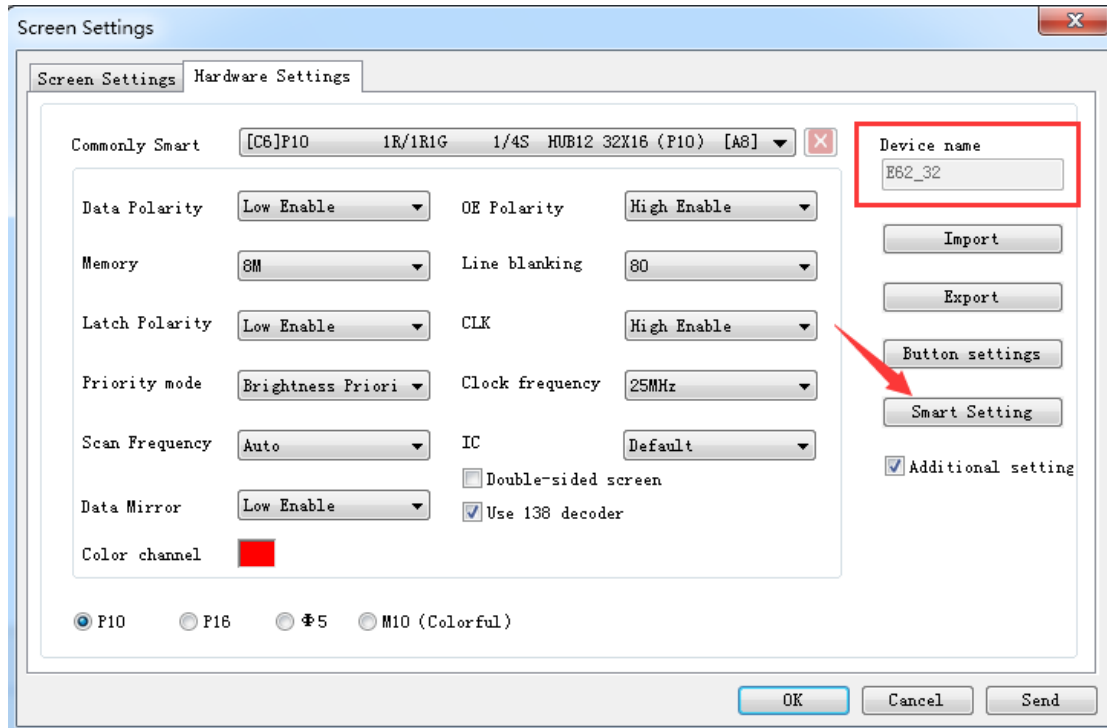 Screen Settings
Screen Settings
Hardware Settings
Commonly Smart
[C6]P10 1R/1R1G 1/4S HUB12 32X16 (P10) [A8]
Device name
E62_32
Data Polarity
Low Enable
OE Polarity
High Enable
Import
Memory
8M
Line blanking
80
Export
Latch Polarity
Low Enable
CLK
High Enable
Button settings
Priority mode
Brightness Priori
Clock frequency
25MHz
Smart Setting
Scan Frequency
Auto
IC
Default
Additional setting
Double-sided screen
Data Mirror
Low Enable
Use 138 decoder
Color channel
P10
P16
Φ5
M10 (Colorful)
OK
Cancel
Send